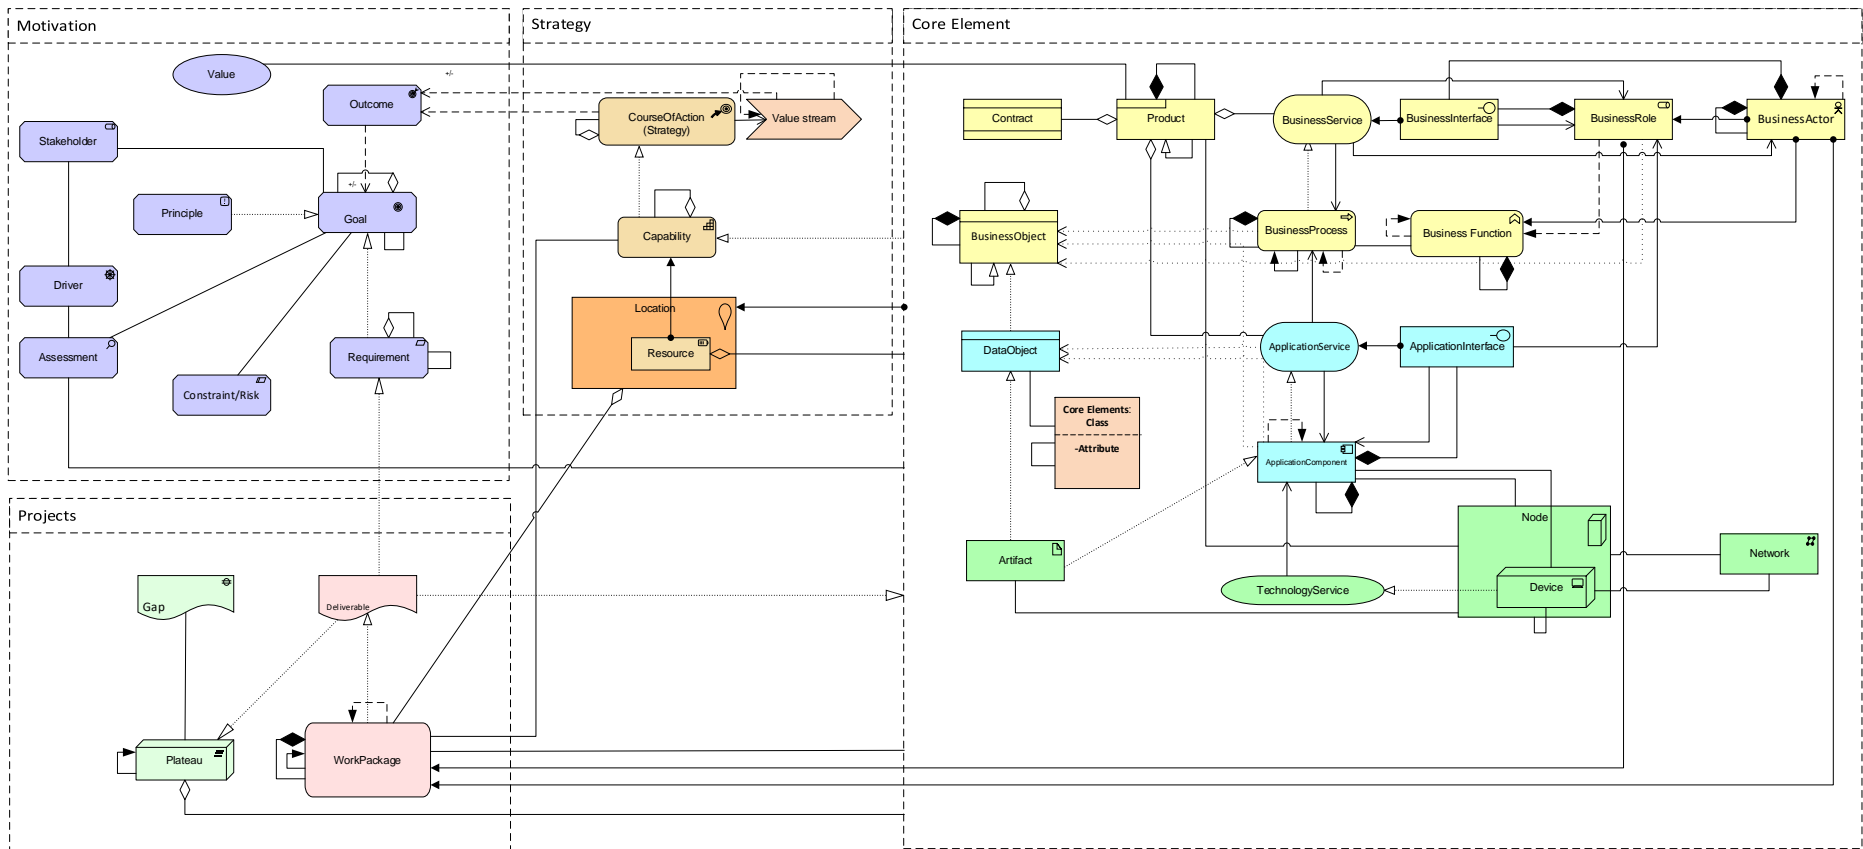 Motivation
Strategy
Core Element
Value
+/-
Outcome
CourseOfAction
(Strategy)
Value stream
Contract
Product
BusinessService
BusinessInterface
BusinessRole
BusinessActor
Stakeholder
+/-
Principle
Goal
Capability
BusinessObject
BusinessProcess
Business Function
Driver
Location
Assessment
Requirement
Resource
DataObject
ApplicationService
ApplicationInterface
Constraint/Risk
Core Elements:
Class
-Attribute
ApplicationComponent
Projects
Node
Artifact
Network
TechnologyService
Device
Gap
Deliverable
Plateau
WorkPackage